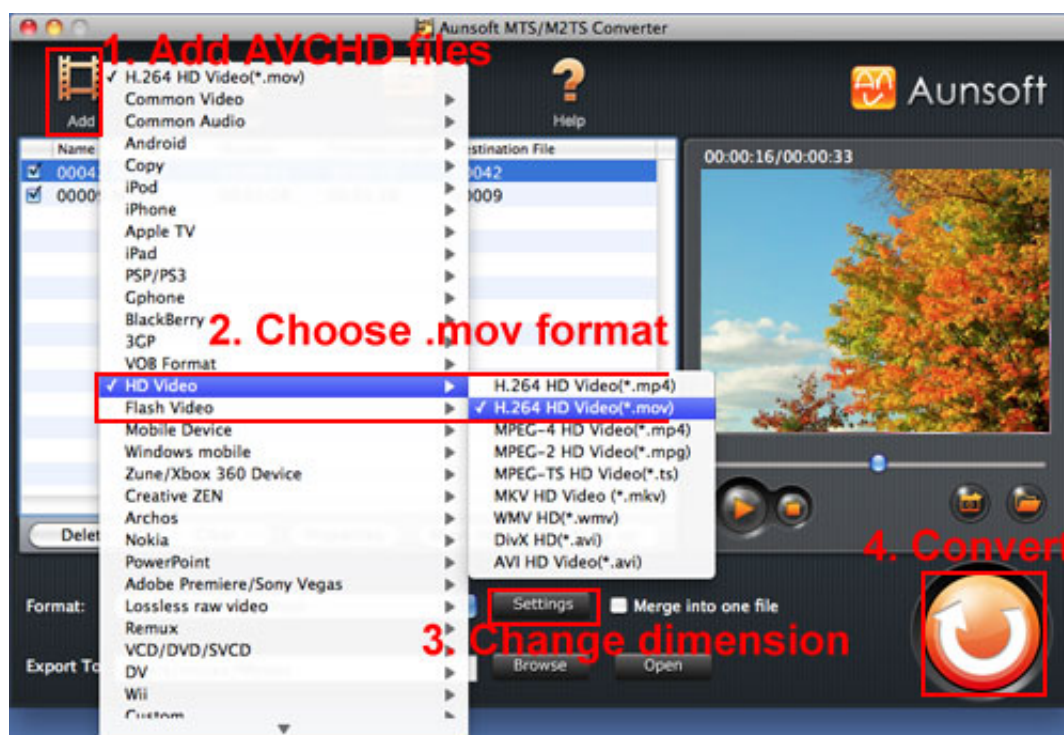 Aunsoft MTS/M2TS Converter
1. Add AVCHD files
Add
Help
Aunsoft
✓ H.264 HD Video(*.mov)
Common Video
Common Audio
Android
Copy
iPod
iPhone
Apple TV
iPad
PSP/PS3
Gphone
BlackBerry
3GP
VOB Format
✓ HD Video
Flash Video
Mobile Device
Windows mobile
Zune/Xbox 360 Device
Creative ZEN
Archos
Nokia
PowerPoint
Adobe Premiere/Sony Vegas
Lossless raw video
Remux
VCD/DVD/SVCD
DV
Wii
Custom
Name
estination File
0004
0042
00009
0009
00:00:16/00:00:33
2. Choose .mov format
H.264 HD Video(*.mp4)
✓ H.264 HD Video(*.mov)
MPEG-4 HD Video(*.mp4)
MPEG-2 HD Video(*.mpg)
MPEG-TS HD Video(*.ts)
MKV HD Video (*.mkv)
WMV HD(*.wmv)
DivX HD(*.avi)
AVI HD Video(*.avi)
Delet
4. Convert
Format:
Settings
Merge into one file
3. Change dimension
Export To
Browse
Open